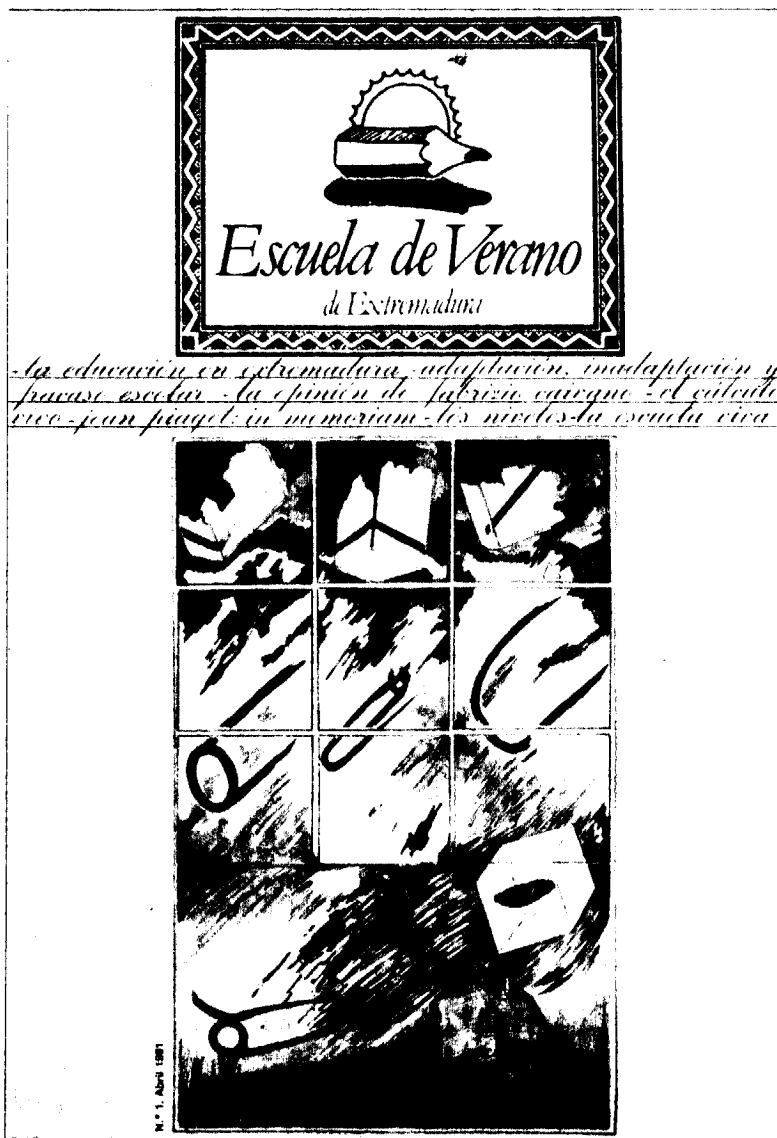 Escuela de Verano
de Extremadura
-la educación en extremadura-adaptación, inadaptación y
fracaso escolar-la opinión de fabrizio caivano-el cálculo
vivo-jean piaget: in memoriam-los niveles-la escuela viva
N.º 1. Abril 1981